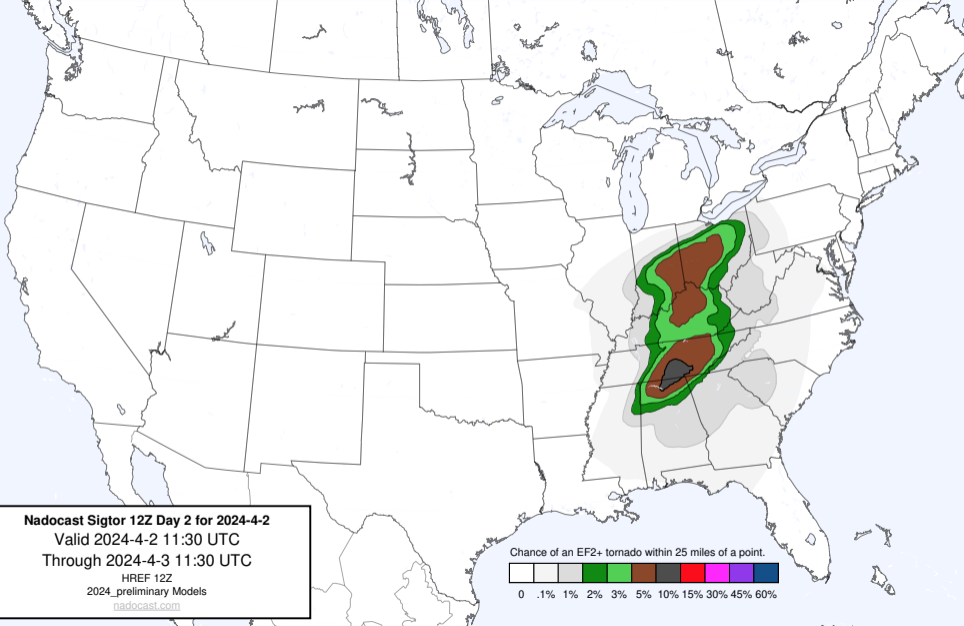 Nadocast Sigtor 12Z Day 2 for 2024-4-2
Valid 2024-4-2 11:30 UTC
Through 2024-4-3 11:30 UTC
HREF 12Z
2024_preliminary Models
nadocast.com
Chance of an EF2+ tornado within 25 miles of a point.
0 .1% 1% 2% 3% 5% 10% 15% 30% 45% 60%